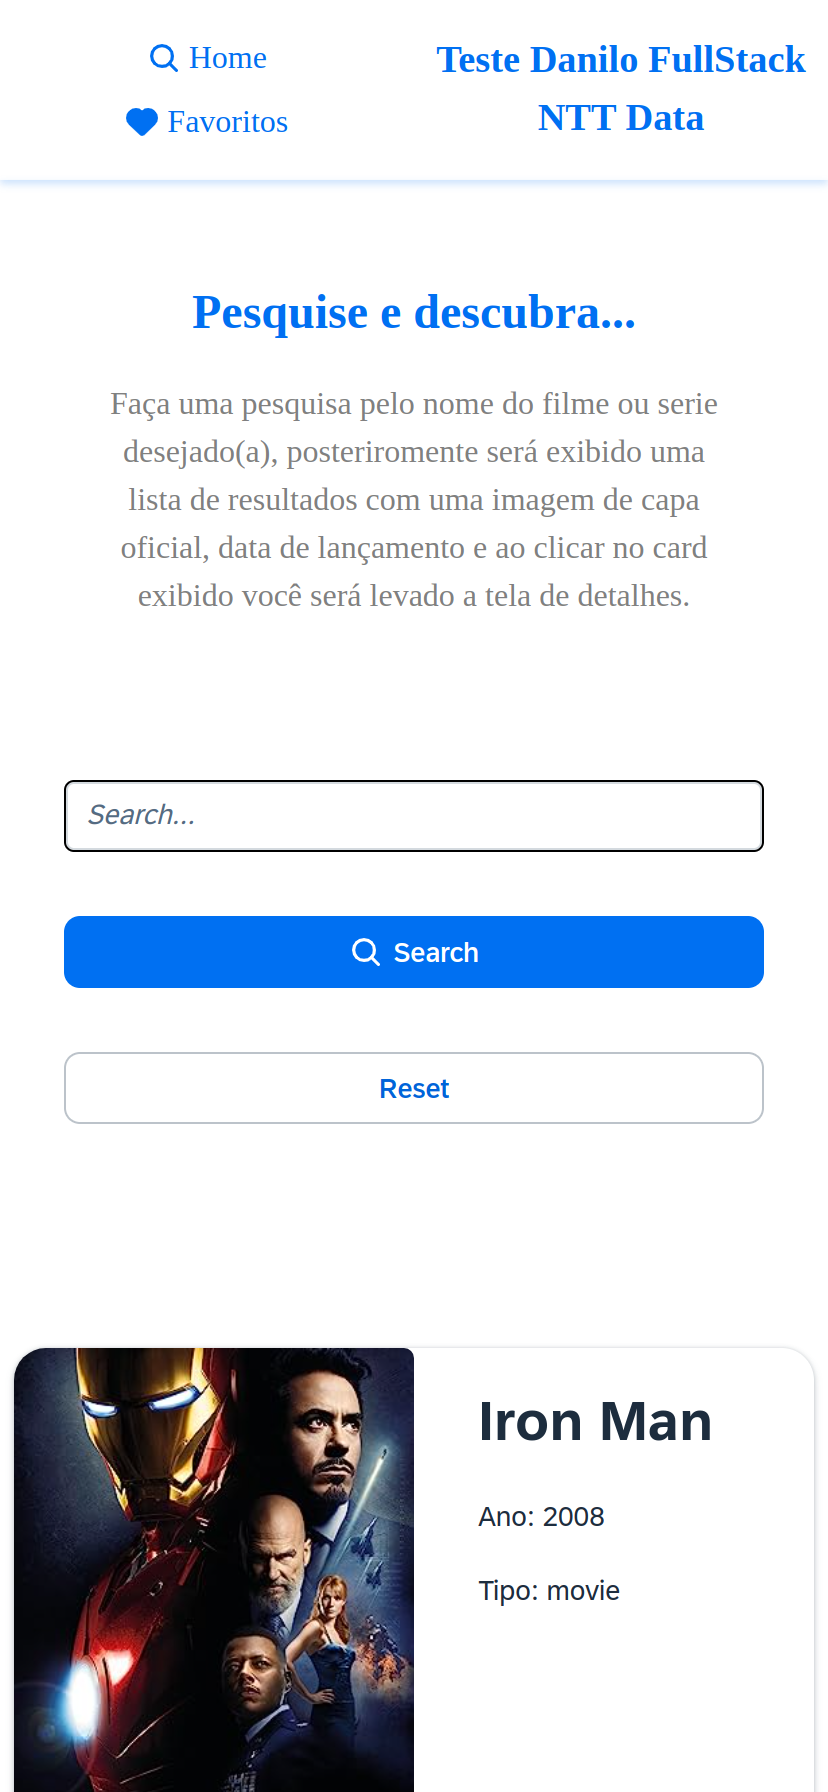 Home
Favoritos
Teste Danilo FullStack
NTT Data
Pesquise e descubra...
Faça uma pesquisa pelo nome do filme ou serie
desejado(a), posteriromente será exibido uma
lista de resultados com uma imagem de capa
oficial, data de lançamento e ao clicar no card
exibido você será levado a tela de detalhes.
Search...
Search
Reset
Iron Man
Ano: 2008
Tipo: movie